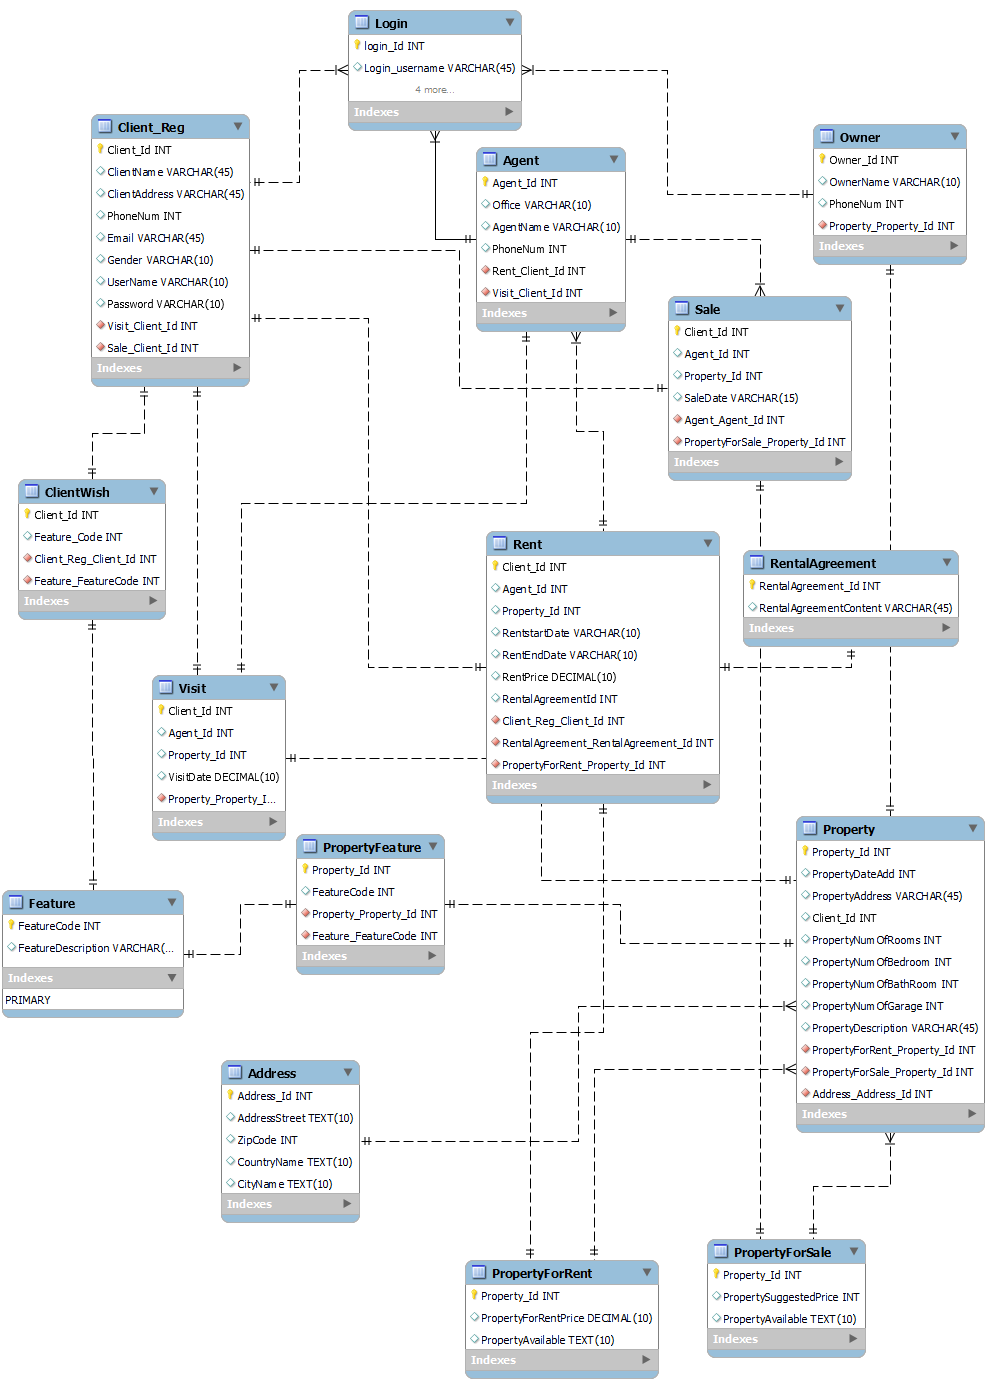 Login
login_Id INT
Login_username VARCHAR(45)
4 more...
Indexes
Client_Reg
Client_Id INT
ClientName VARCHAR(45)
ClientAddress VARCHAR(45)
PhoneNum INT
Email VARCHAR(45)
Gender VARCHAR(10)
UserName VARCHAR(10)
Password VARCHAR(10)
Visit_Client_Id INT
Sale_Client_Id INT
Indexes
Agent
Agent_Id INT
Office VARCHAR(10)
AgentName VARCHAR(10)
PhoneNum INT
Rent_Client_Id INT
Visit_Client_Id INT
Indexes
Owner
Owner_Id INT
OwnerName VARCHAR(10)
PhoneNum INT
Property_Property_Id INT
Indexes
Sale
Client_Id INT
Agent_Id INT
Property_Id INT
SaleDate VARCHAR(15)
Agent_Agent_Id INT
PropertyForSale_Property_Id INT
Indexes
ClientWish
Client_Id INT
Feature_Code INT
Client_Reg_Client_Id INT
Feature_FeatureCode INT
Indexes
Rent
Client_Id INT
Agent_Id INT
Property_Id INT
RentstartDate VARCHAR(10)
RentEndDate VARCHAR(10)
RentPrice DECIMAL(10)
RentalAgreementId INT
Client_Reg_Client_Id INT
RentalAgreement_RentalAgreement_Id INT
PropertyForRent_Property_Id INT
Indexes
RentalAgreement
RentalAgreement_Id INT
RentalAgreementContent VARCHAR(45)
Indexes
Visit
Client_Id INT
Agent_Id INT
Property_Id INT
VisitDate DECIMAL(10)
Property_Property_I...
Indexes
PropertyFeature
Property_Id INT
FeatureCode INT
Property_Property_Id INT
Feature_FeatureCode INT
Indexes
Property
Property_Id INT
PropertyDateAdd INT
PropertyAddress VARCHAR(45)
Client_Id INT
PropertyNumOfRooms INT
PropertyNumOfBedroom INT
PropertyNumOfBathRoom INT
PropertyNumOfGarage INT
PropertyDescription VARCHAR(45)
PropertyForRent_Property_Id INT
PropertyForSale_Property_Id INT
Address_Address_Id INT
Indexes
Feature
FeatureCode INT
FeatureDescription VARCHAR(...
Indexes
PRIMARY
Address
Address_Id INT
AddressStreet TEXT(10)
ZipCode INT
CountryName TEXT(10)
CityName TEXT(10)
Indexes
PropertyForRent
Property_Id INT
PropertyForRentPrice DECIMAL(10)
PropertyAvailable TEXT(10)
Indexes
PropertyForSale
Property_Id INT
PropertySuggestedPrice INT
PropertyAvailable TEXT(10)
Indexes